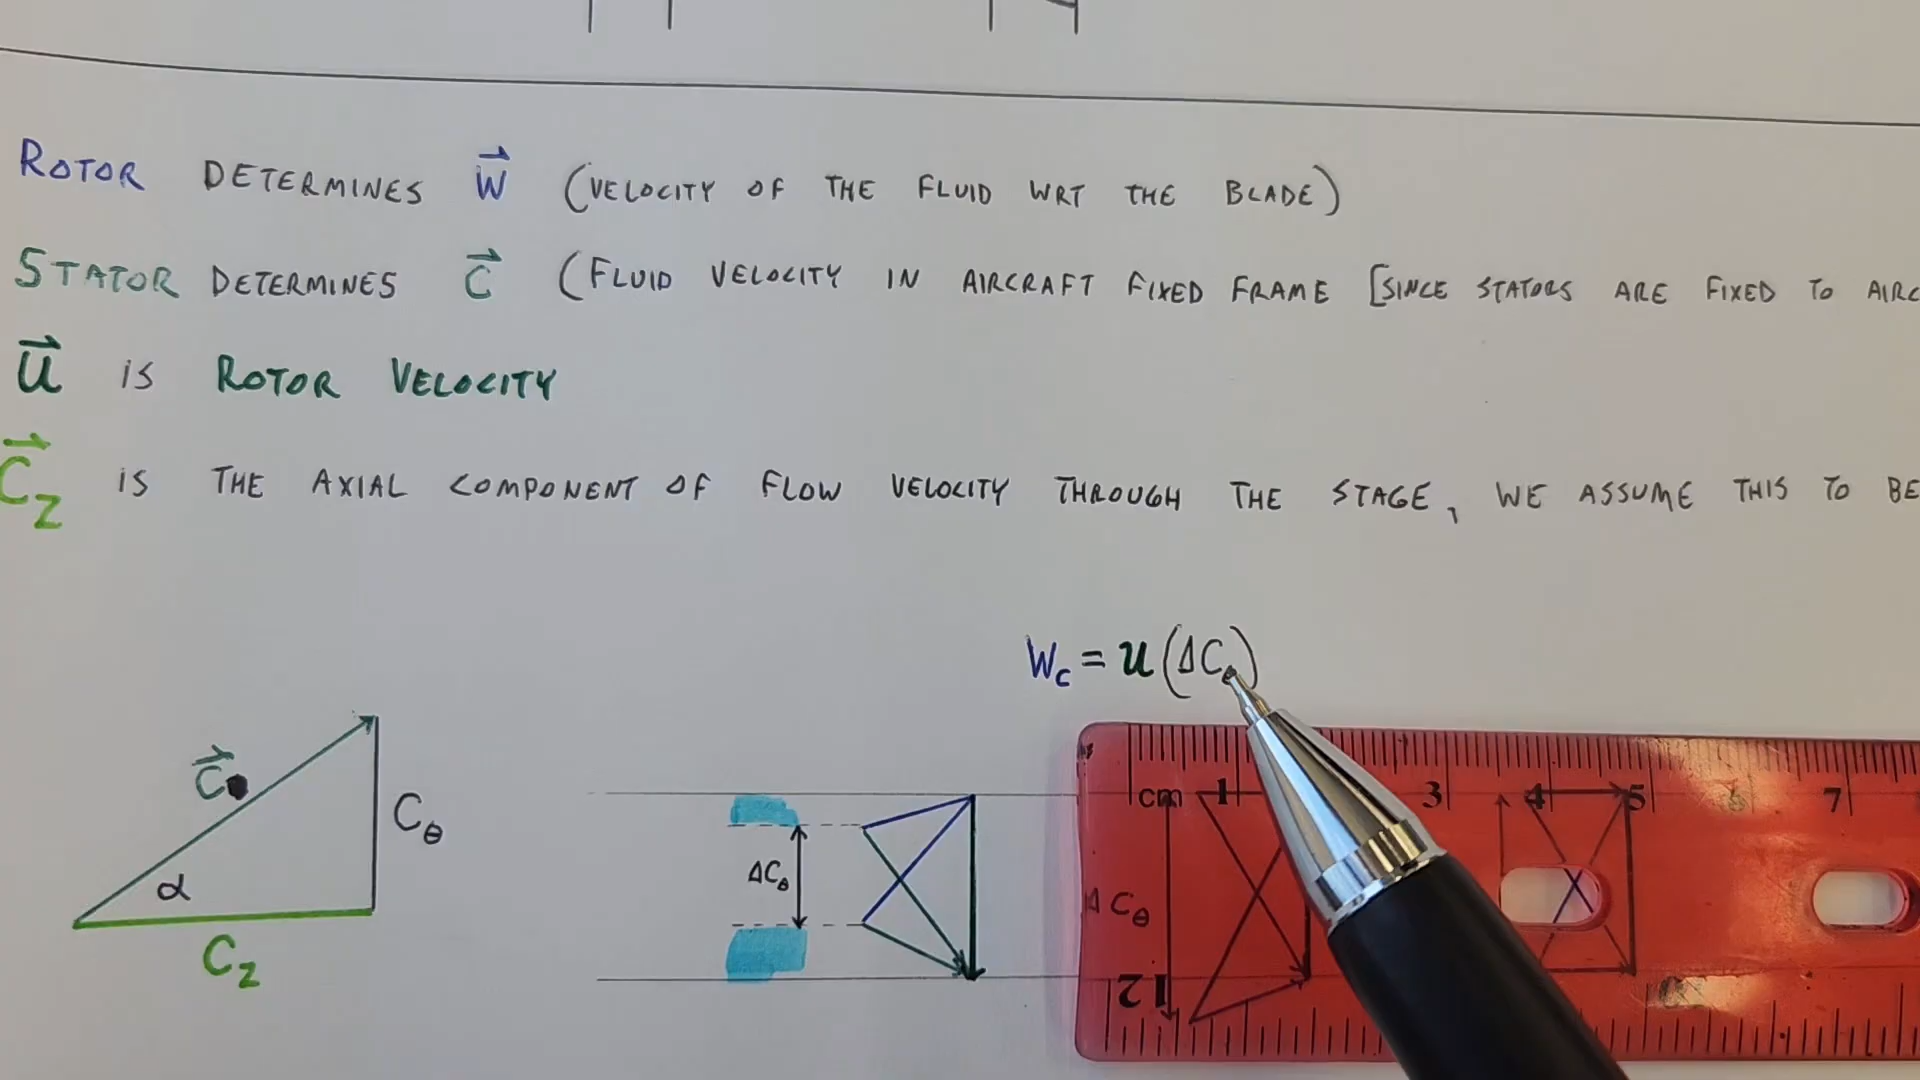 ROTOR DETERMINES W (VELOCITY OF THE FLUID WRT THE BLADE)
STATOR DETERMINES C (FLUID VELOCITY IN AIRCRAFT FIXED FRAME [SINCE STATORS ARE FIXED TO AIRC
U IS ROTOR VELOCITY
Cz IS THE AXIAL COMPONENT OF FLOW VELOCITY THROUGH THE STAGE, WE ASSUME THIS TO BE
Wc = U(ΔCθ)
C
Cθ
α
Cz
ΔCθ
cm 1 3 4 5 6 7
ΔCθ
12